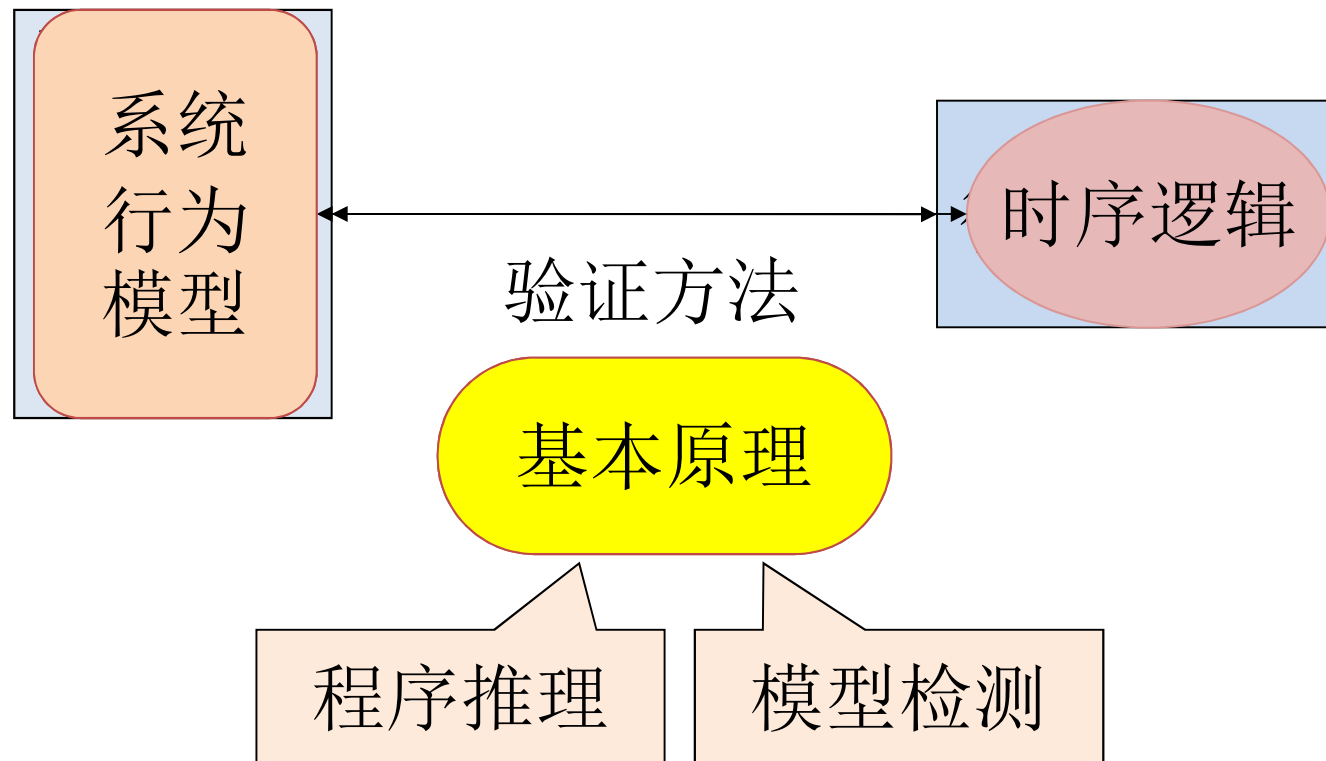 系统
行为
模型
时序逻辑
验证方法
基本原理
程序推理
模型检测